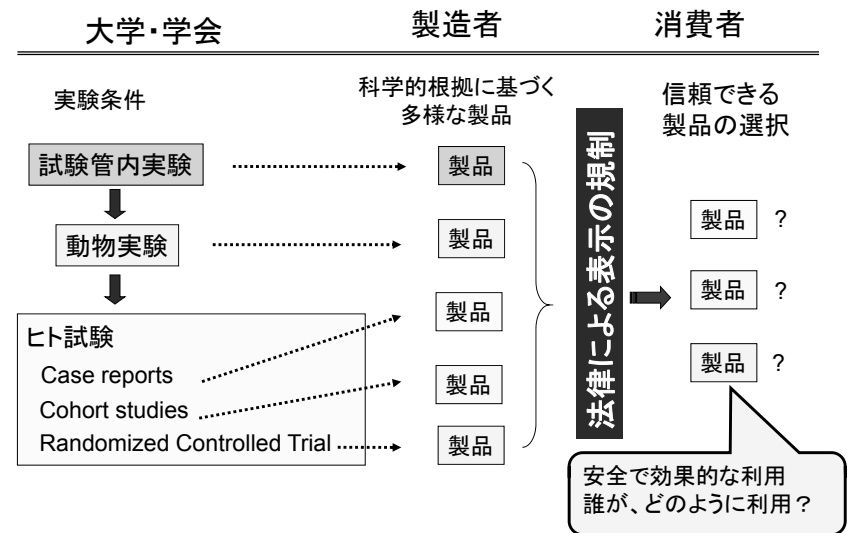 大学・学会
製造者
消費者
実験条件
科学的根拠に基づく
多様な製品
信頼できる
製品の選択
試験管内実験
製品
動物実験
製品
ヒト試験
Case reports
製品
Cohort studies
製品
Randomized Controlled Trial
製品
法律による表示の規制
製品 ?
製品 ?
製品 ?
安全で効果的な利用
誰が、どのように利用？